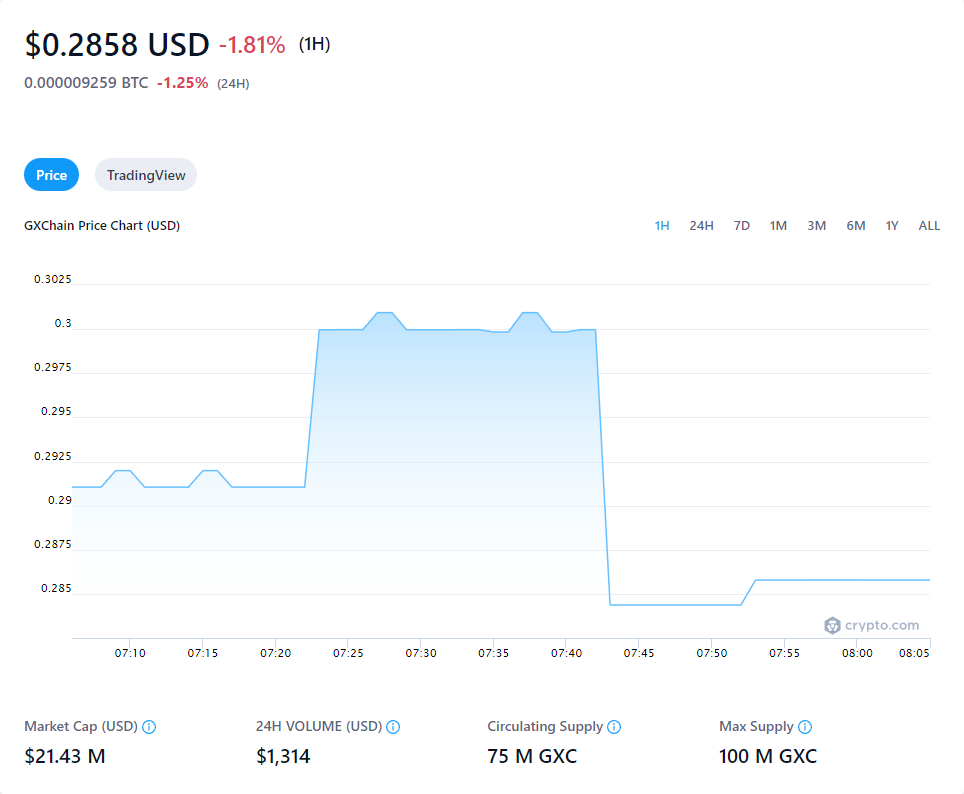 $0.2858 USD -1.81% (1H)
0.000009259 BTC -1.25% (24H)
Price TradingView
GXChain Price Chart (USD) 1H 24H 7D 1M 3M 6M 1Y ALL
0.3025
0.3
0.2975
0.295
0.2925
0.29
0.2875
0.285
crypto.com
07:10 07:15 07:20 07:25 07:30 07:35 07:40 07:45 07:50 07:55 08:00 08:05
Market Cap (USD) 24H VOLUME (USD) Circulating Supply Max Supply
$21.43 M $1,314 75 M GXC 100 M GXC